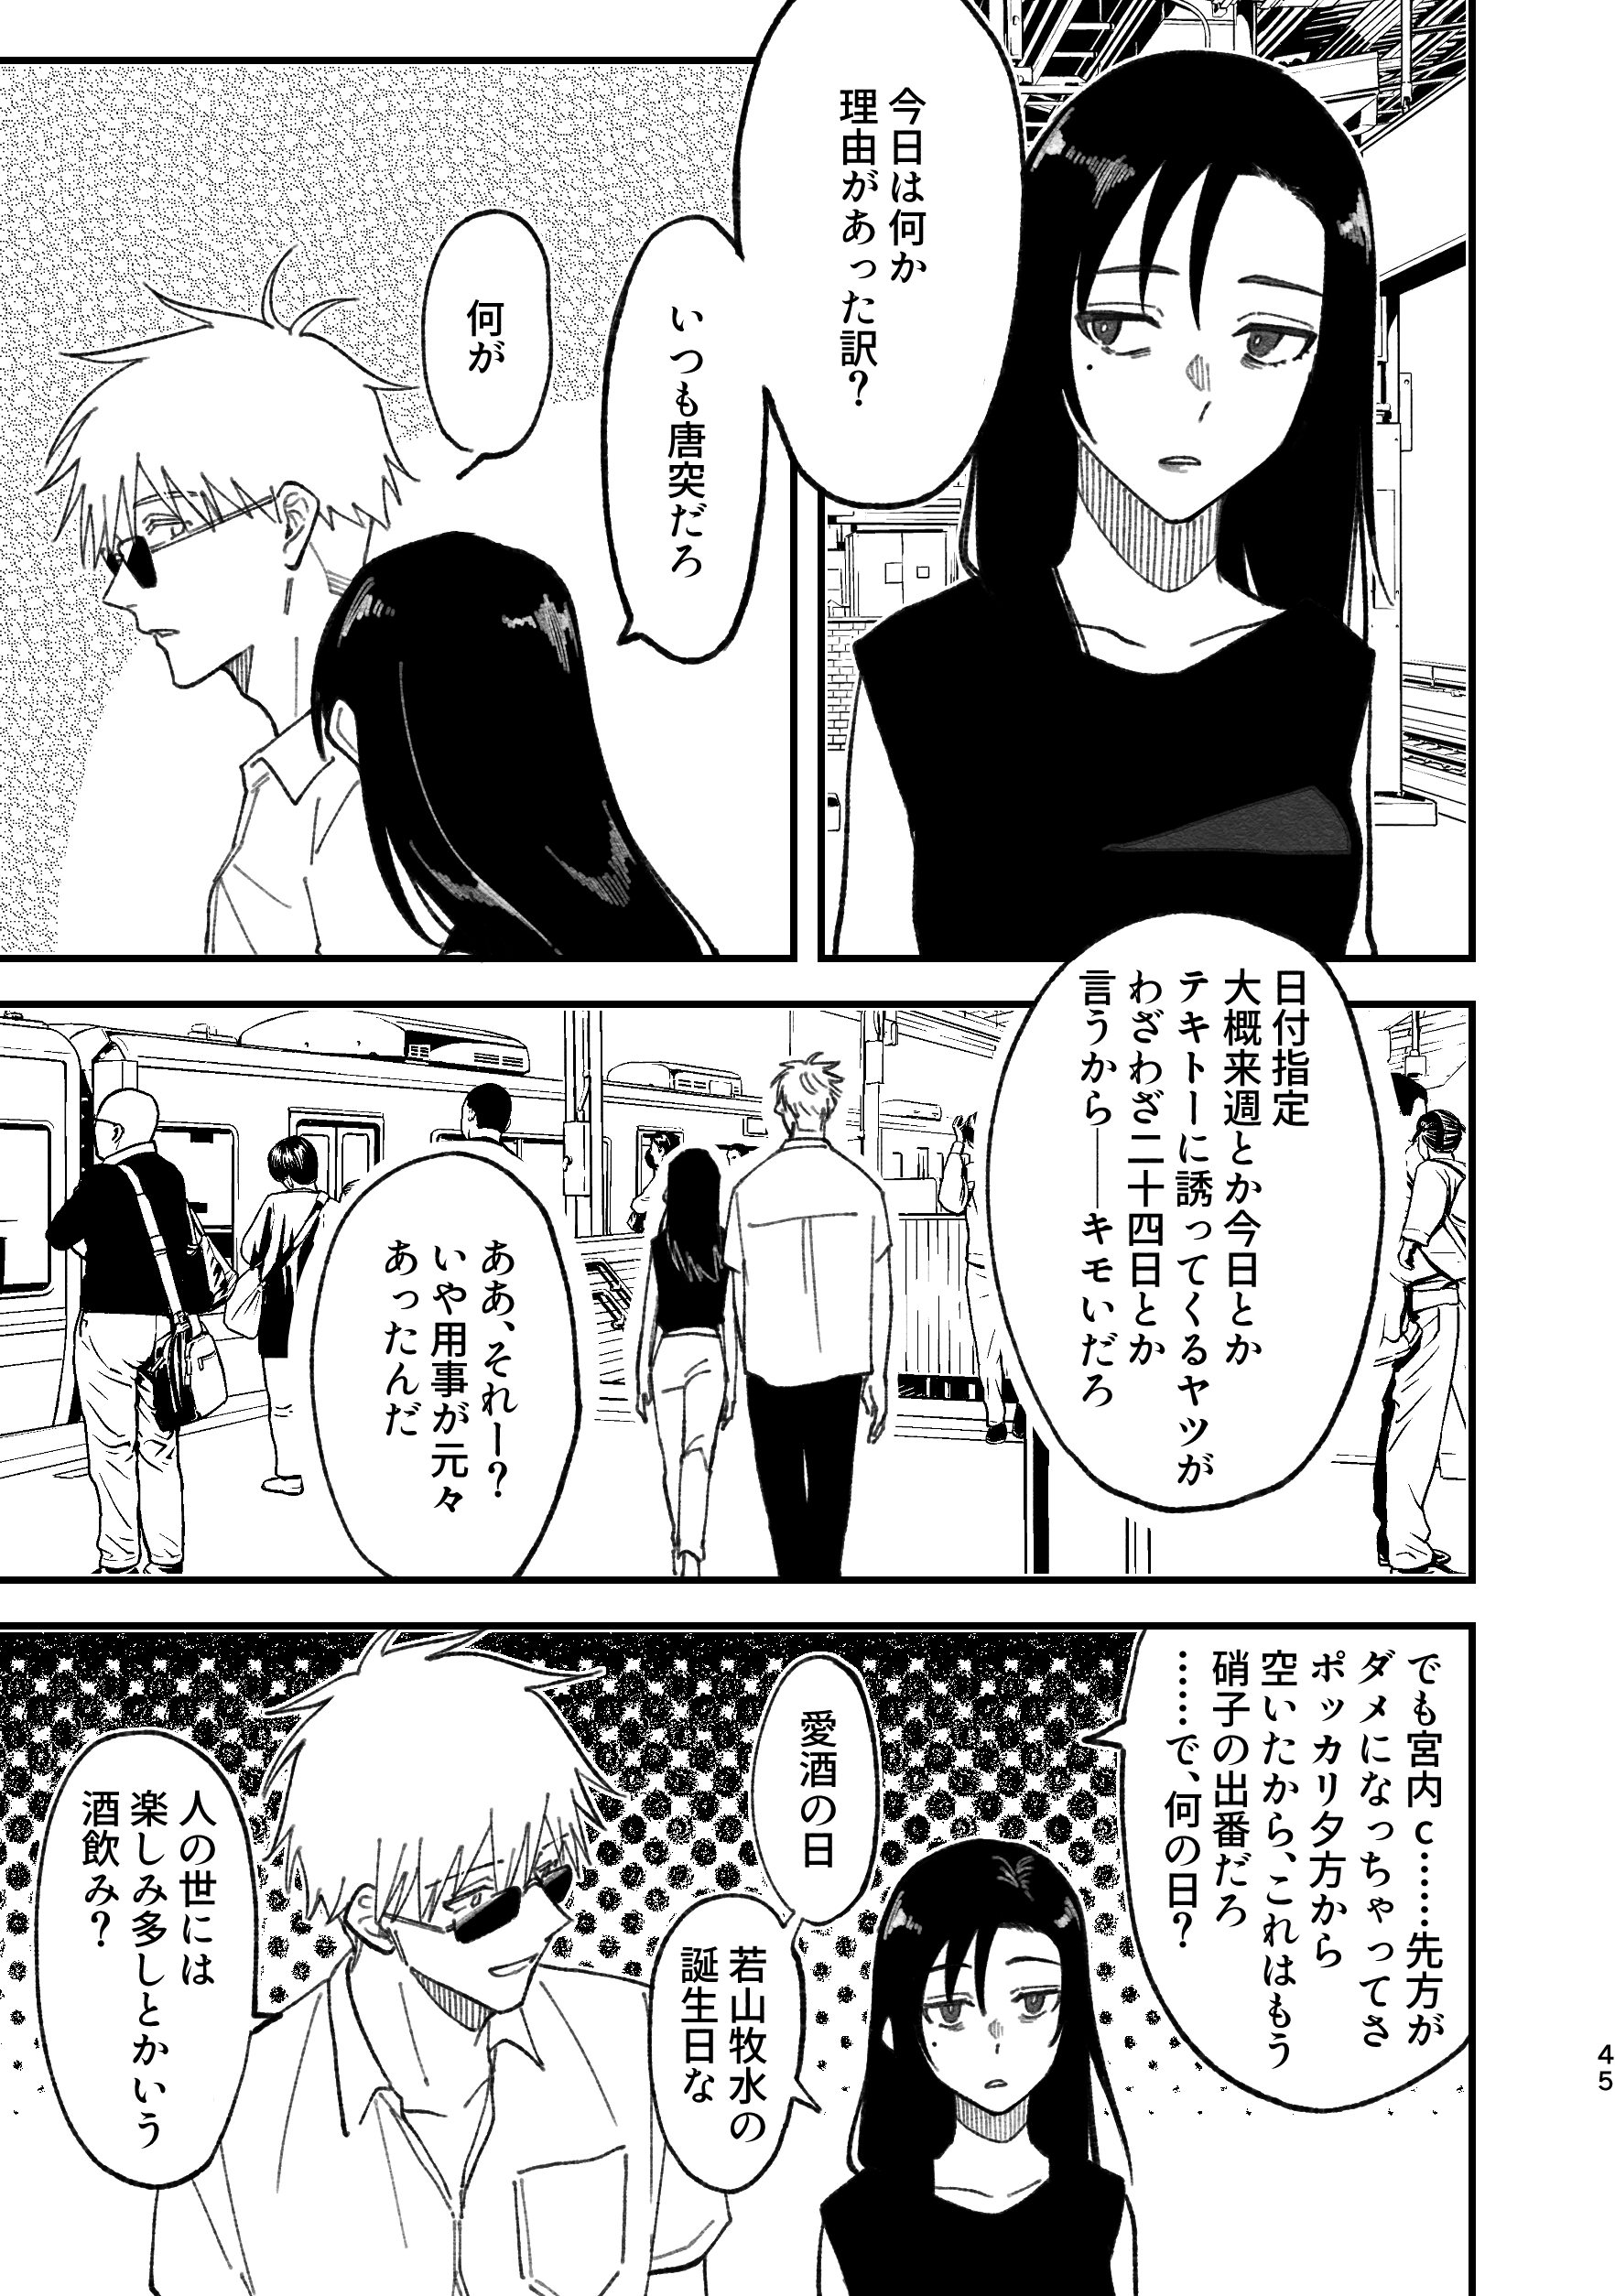 今日は何か
理由があった訳?
いつも唐突だろ
何が
日付指定
大概来週とか今日とか
テキトーに誘ってくるヤツが
わざわざ二十四日とか
言うから――キモいだろ
ああ、それー?
いや用事が元々
あったんだ
でも宮内c……先方が
ダメになっちゃってさ
ポッカリ夕方から
空いたから、これはもう
硝子の出番だろ
……で、何の日?
愛酒の日
若山牧水の
誕生日な
人の世には
楽しみ多しとかいう
酒飲み?
45